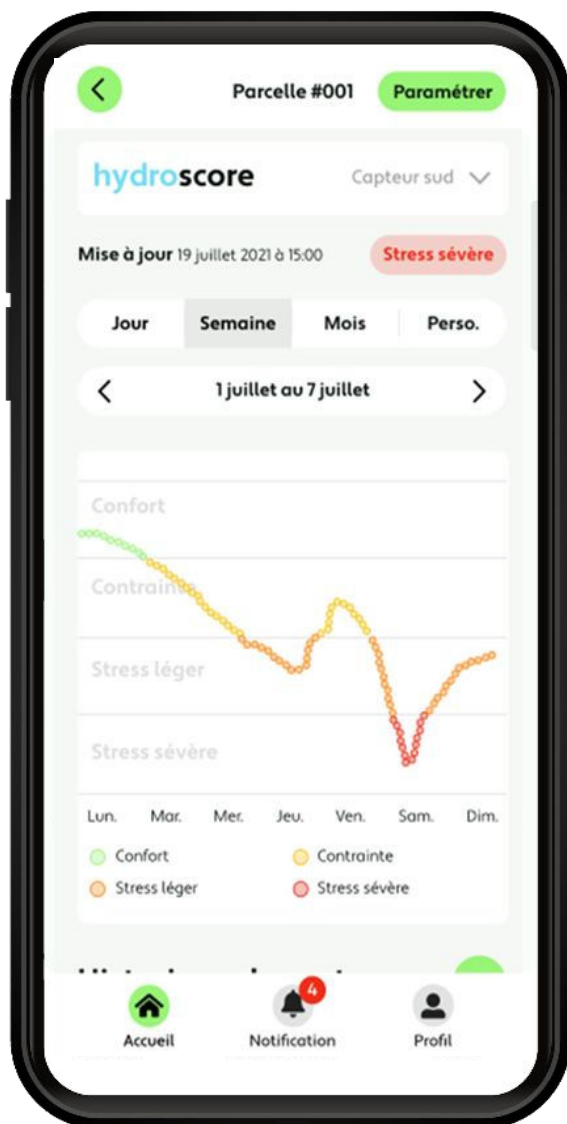 Parcelle #001 Paramétrer
hydroscore Capteur sud
Mise à jour 19 juillet 2021 à 15:00 Stress sévère
Jour Semaine Mois Perso.
1 juillet au 7 juillet
Confort
Contrainte
Stress léger
Stress sévère
Lun. Mar. Mer. Jeu. Ven. Sam. Dim.
Confort Contrainte
Stress léger Stress sévère
4
Accueil Notification Profil